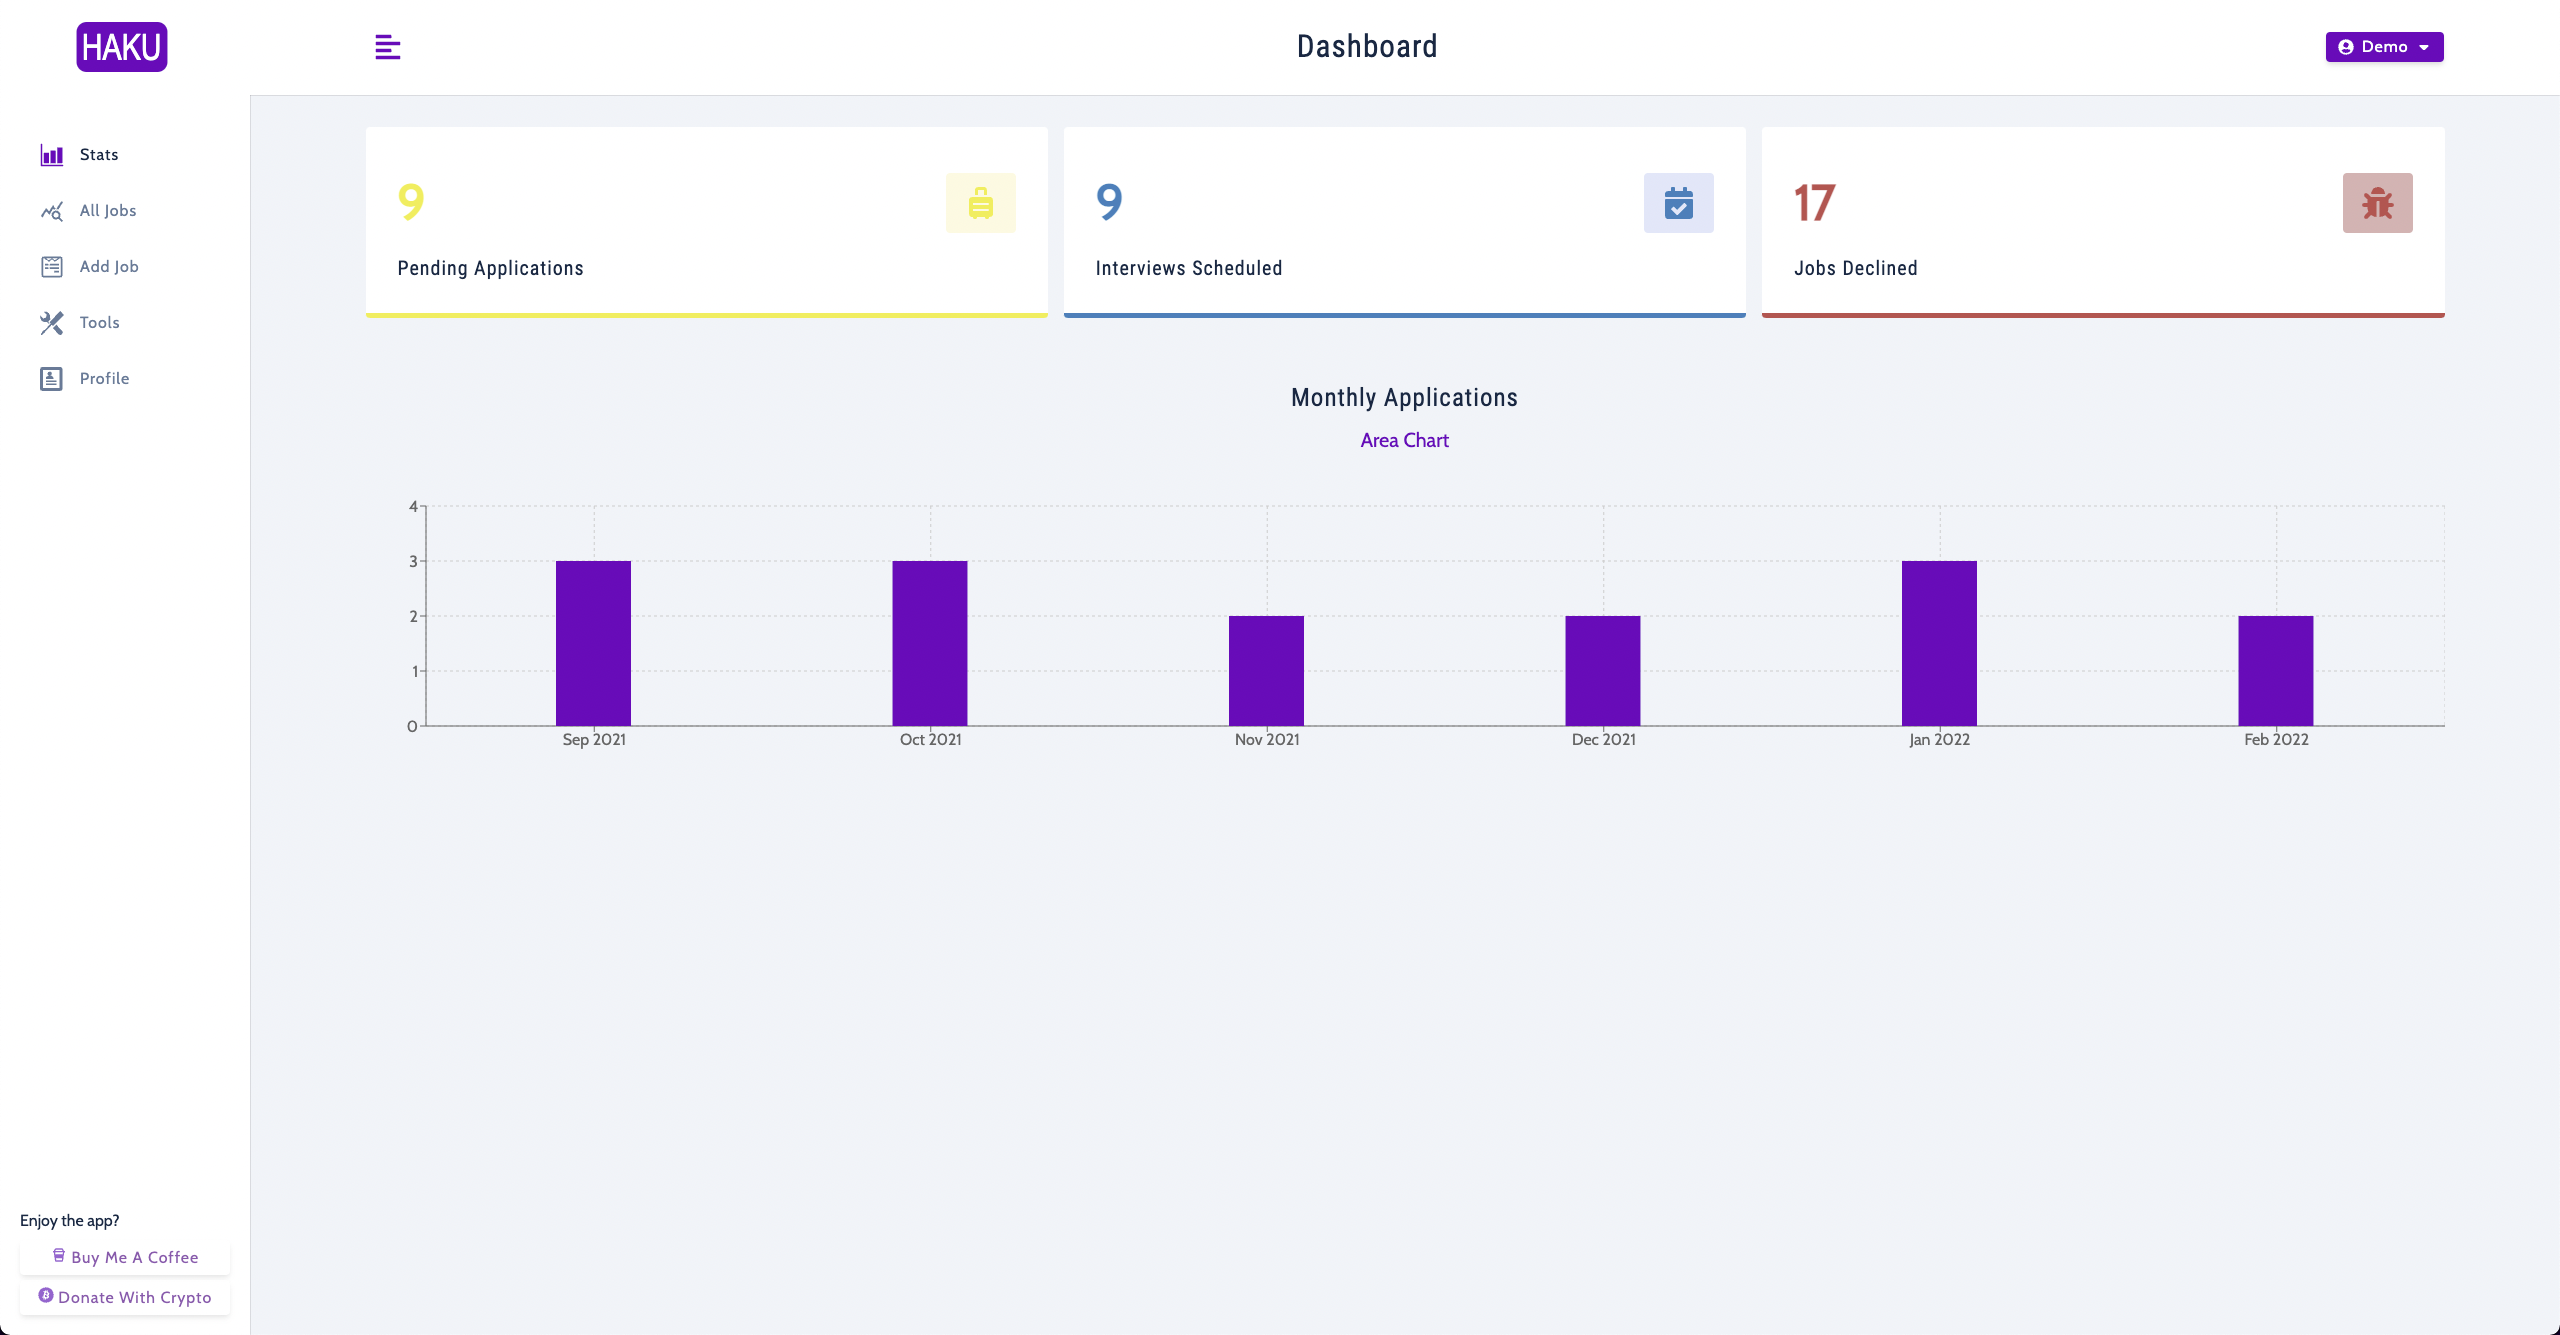 HAKU
Dashboard
Demo
Stats
All Jobs
Add Job
Tools
Profile
9
Pending Applications
9
Interviews Scheduled
17
Jobs Declined
Monthly Applications
Area Chart
4
3
2
1
0
Sep 2021 Oct 2021 Nov 2021 Dec 2021 Jan 2022 Feb 2022
Enjoy the app?
Buy Me A Coffee
Donate With Crypto